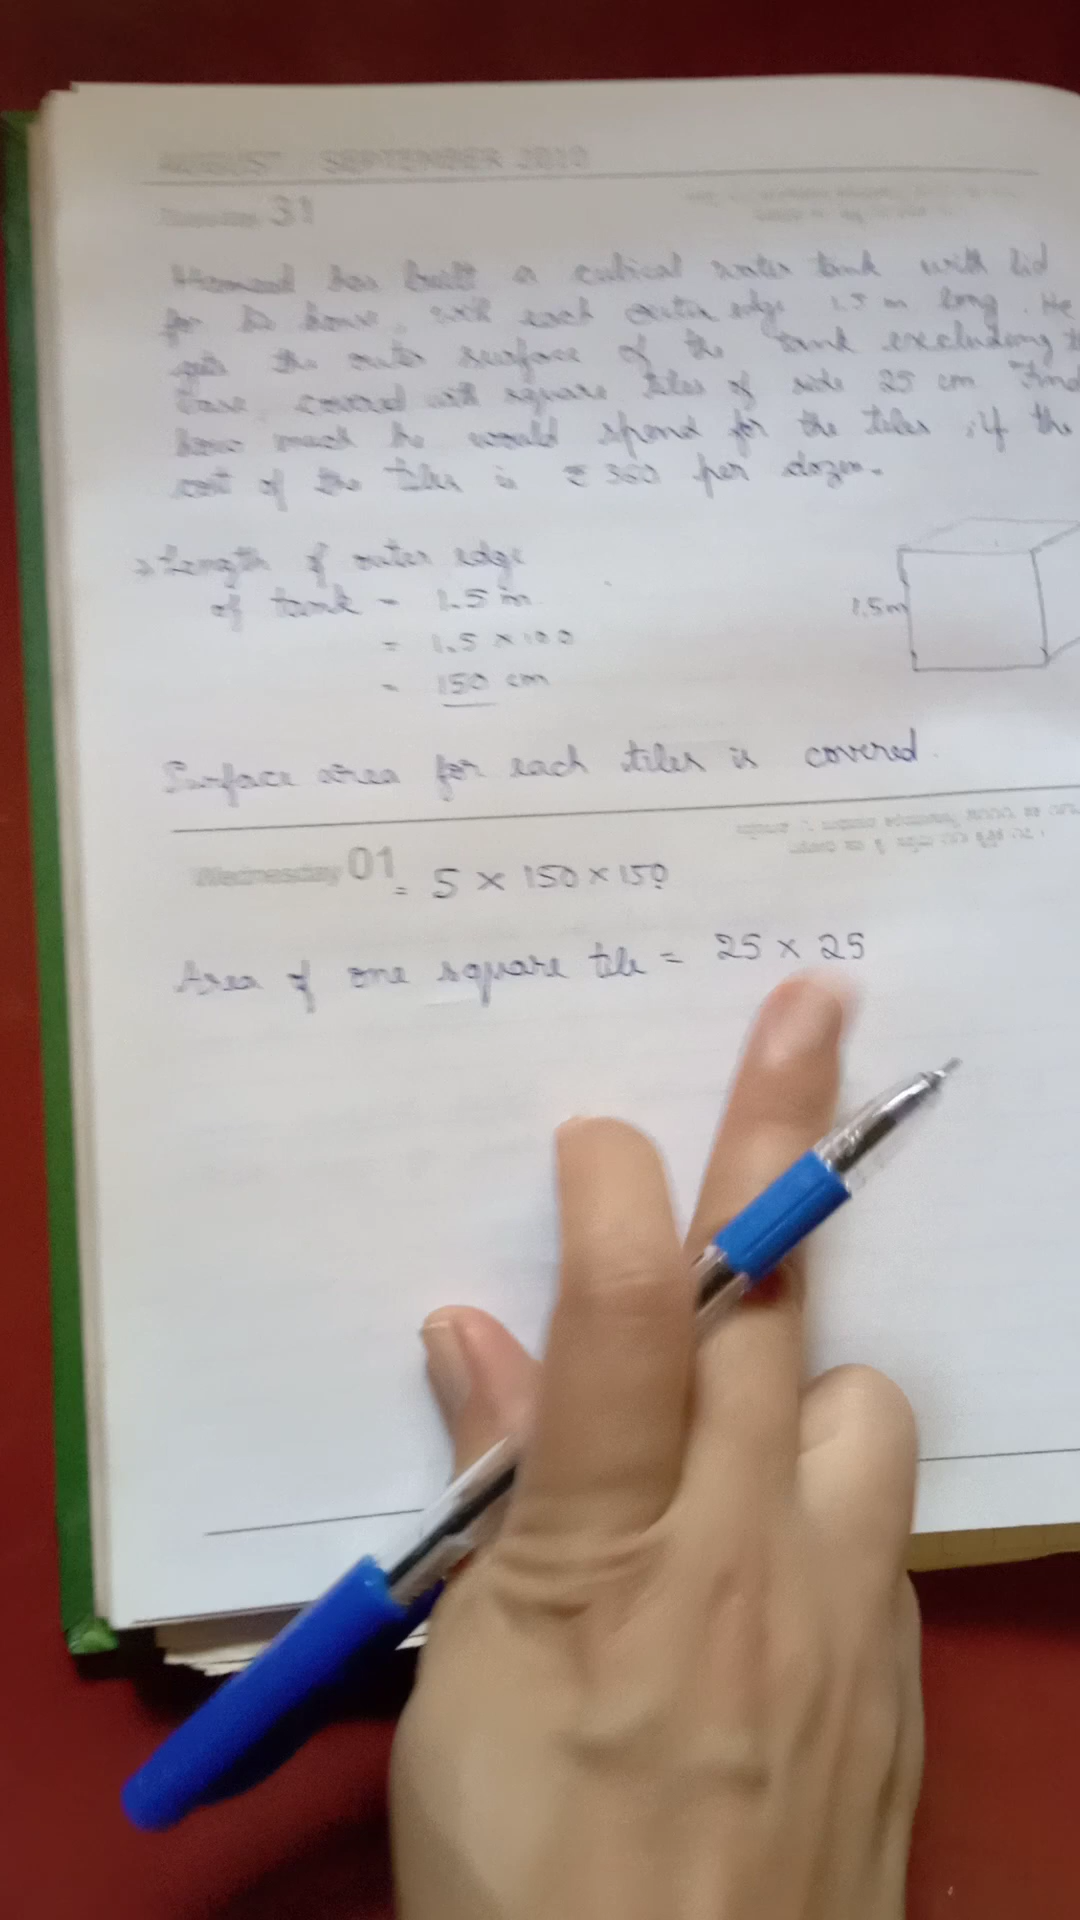 AUGUST SEPTEMBER 2010
31
Hameed has built a cubical water tank with lid
for his house, with each outer edge 1.5 m long. He
gets the outer surface of the tank excluding
base, covered with square tiles of side 25 cm Find
how much he would spend for the tiles, if the
cost of the tiles is ₹ 360 per dozen.
Length of outer edge
of tank = 1.5 m
1.5m
= 1.5 × 100
= 150 cm
Surface area for each tiles is covered.
Wednesday 01
= 5 × 150 × 150
Area of one square tile = 25 × 25